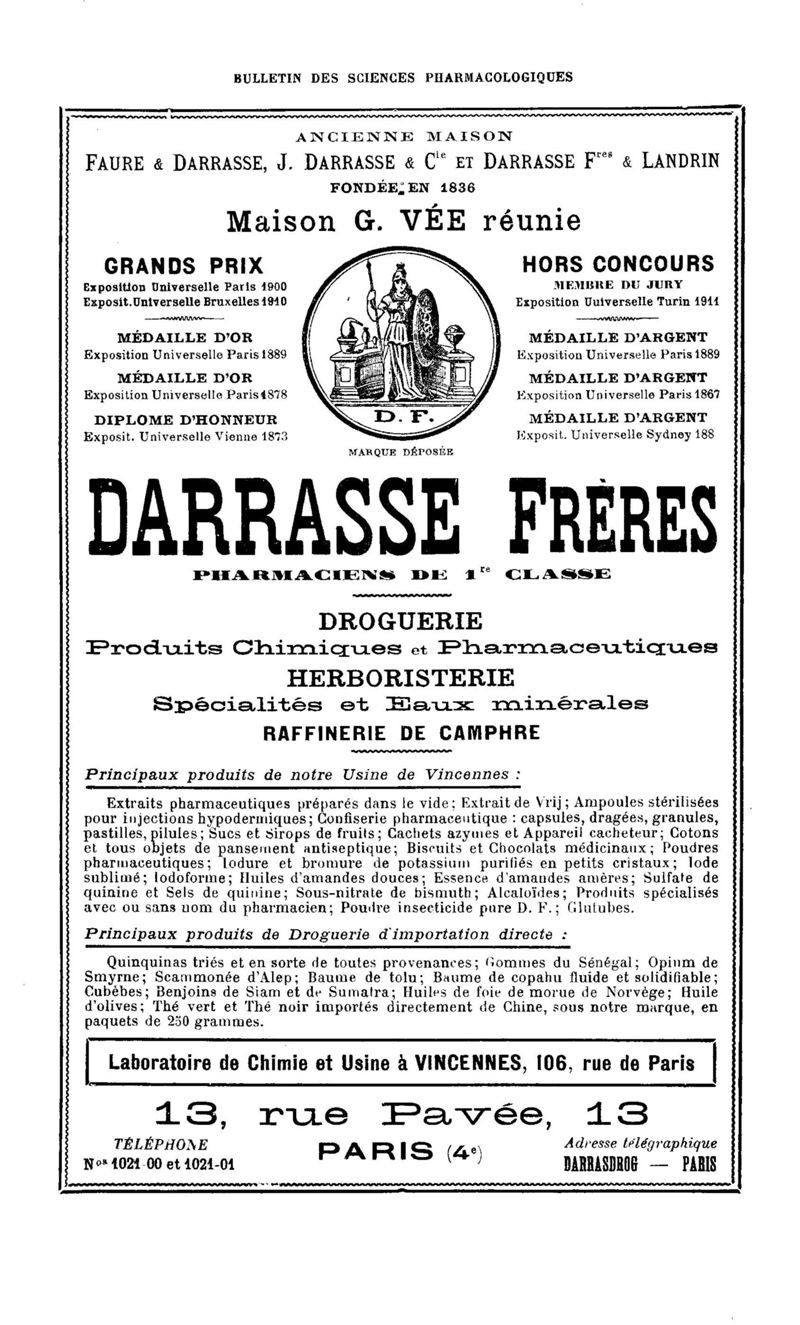 BULLETIN DES SCIENCES PHARMACOLOGIQUES
ANCIENNE MAISON
FAURE & DARRASSE, J. DARRASSE & Cie ET DARRASSE Fres & LANDRIN
FONDÉE EN 1836
Maison G. VÉE réunie
GRANDS PRIX
Exposition Universelle Paris 1900
Exposit. Universelle Bruxelles 1910
MÉDAILLE D'OR
Exposition Universelle Paris 1889
MÉDAILLE D'OR
Exposition Universelle Paris 1878
DIPLOME D'HONNEUR
Exposit. Universelle Vienne 1873
D. F.
MARQUE DÉPOSÉE
HORS CONCOURS
MEMBRE DU JURY
Exposition Universelle Turin 1911
MÉDAILLE D'ARGENT
Exposition Universelle Paris 1889
MÉDAILLE D'ARGENT
Exposition Universelle Paris 1867
MÉDAILLE D'ARGENT
Exposit. Universelle Sydney 188
DARRASSE FRÈRES
PHARMACIENS DE 1re CLASSE
DROGUERIE
Produits Chimiques et Pharmaceutiques
HERBORISTERIE
Spécialités et Eaux minérales
RAFFINERIE DE CAMPHRE
Principaux produits de notre Usine de Vincennes :
Extraits pharmaceutiques préparés dans le vide; Extrait de Vrij; Ampoules stérilisées
pour injections hypodermiques; Confiserie pharmaceutique : capsules, dragées, granules,
pastilles, pilules; Sucs et Sirops de fruits; Cachets azymes et Appareil cacheteur; Cotons
et tous objets de pansement antiseptique; Biscuits et Chocolats médicinaux; Poudres
pharmaceutiques; Iodure et bromure de potassium purifiés en petits cristaux; Iode
sublimé; Iodoforme; Huiles d'amandes douces; Essence d'amandes amères; Sulfate de
quinine et Sels de quinine; Sous-nitrate de bismuth; Alcaloïdes; Produits spécialisés
avec ou sans nom du pharmacien; Poudre insecticide pure D. F.; Glutubes.
Principaux produits de Droguerie d'importation directe :
Quinquinas triés et en sorte de toutes provenances; Gommes du Sénégal; Opium de
Smyrne; Scammonée d'Alep; Baume de tolu; Baume de copahu fluide et solidifiable;
Cubèbes; Benjoins de Siam et de Sumatra; Huiles de foie de morue de Norvège; Huile
d'olives; Thé vert et Thé noir importés directement de Chine, sous notre marque, en
paquets de 250 grammes.
Laboratoire de Chimie et Usine à VINCENNES, 106, rue de Paris
13, rue Pavée, 13
TÉLÉPHONE
Nos 1021-00 et 1021-01
PARIS (4e)
Adresse télégraphique
DARRASDROG — PARIS